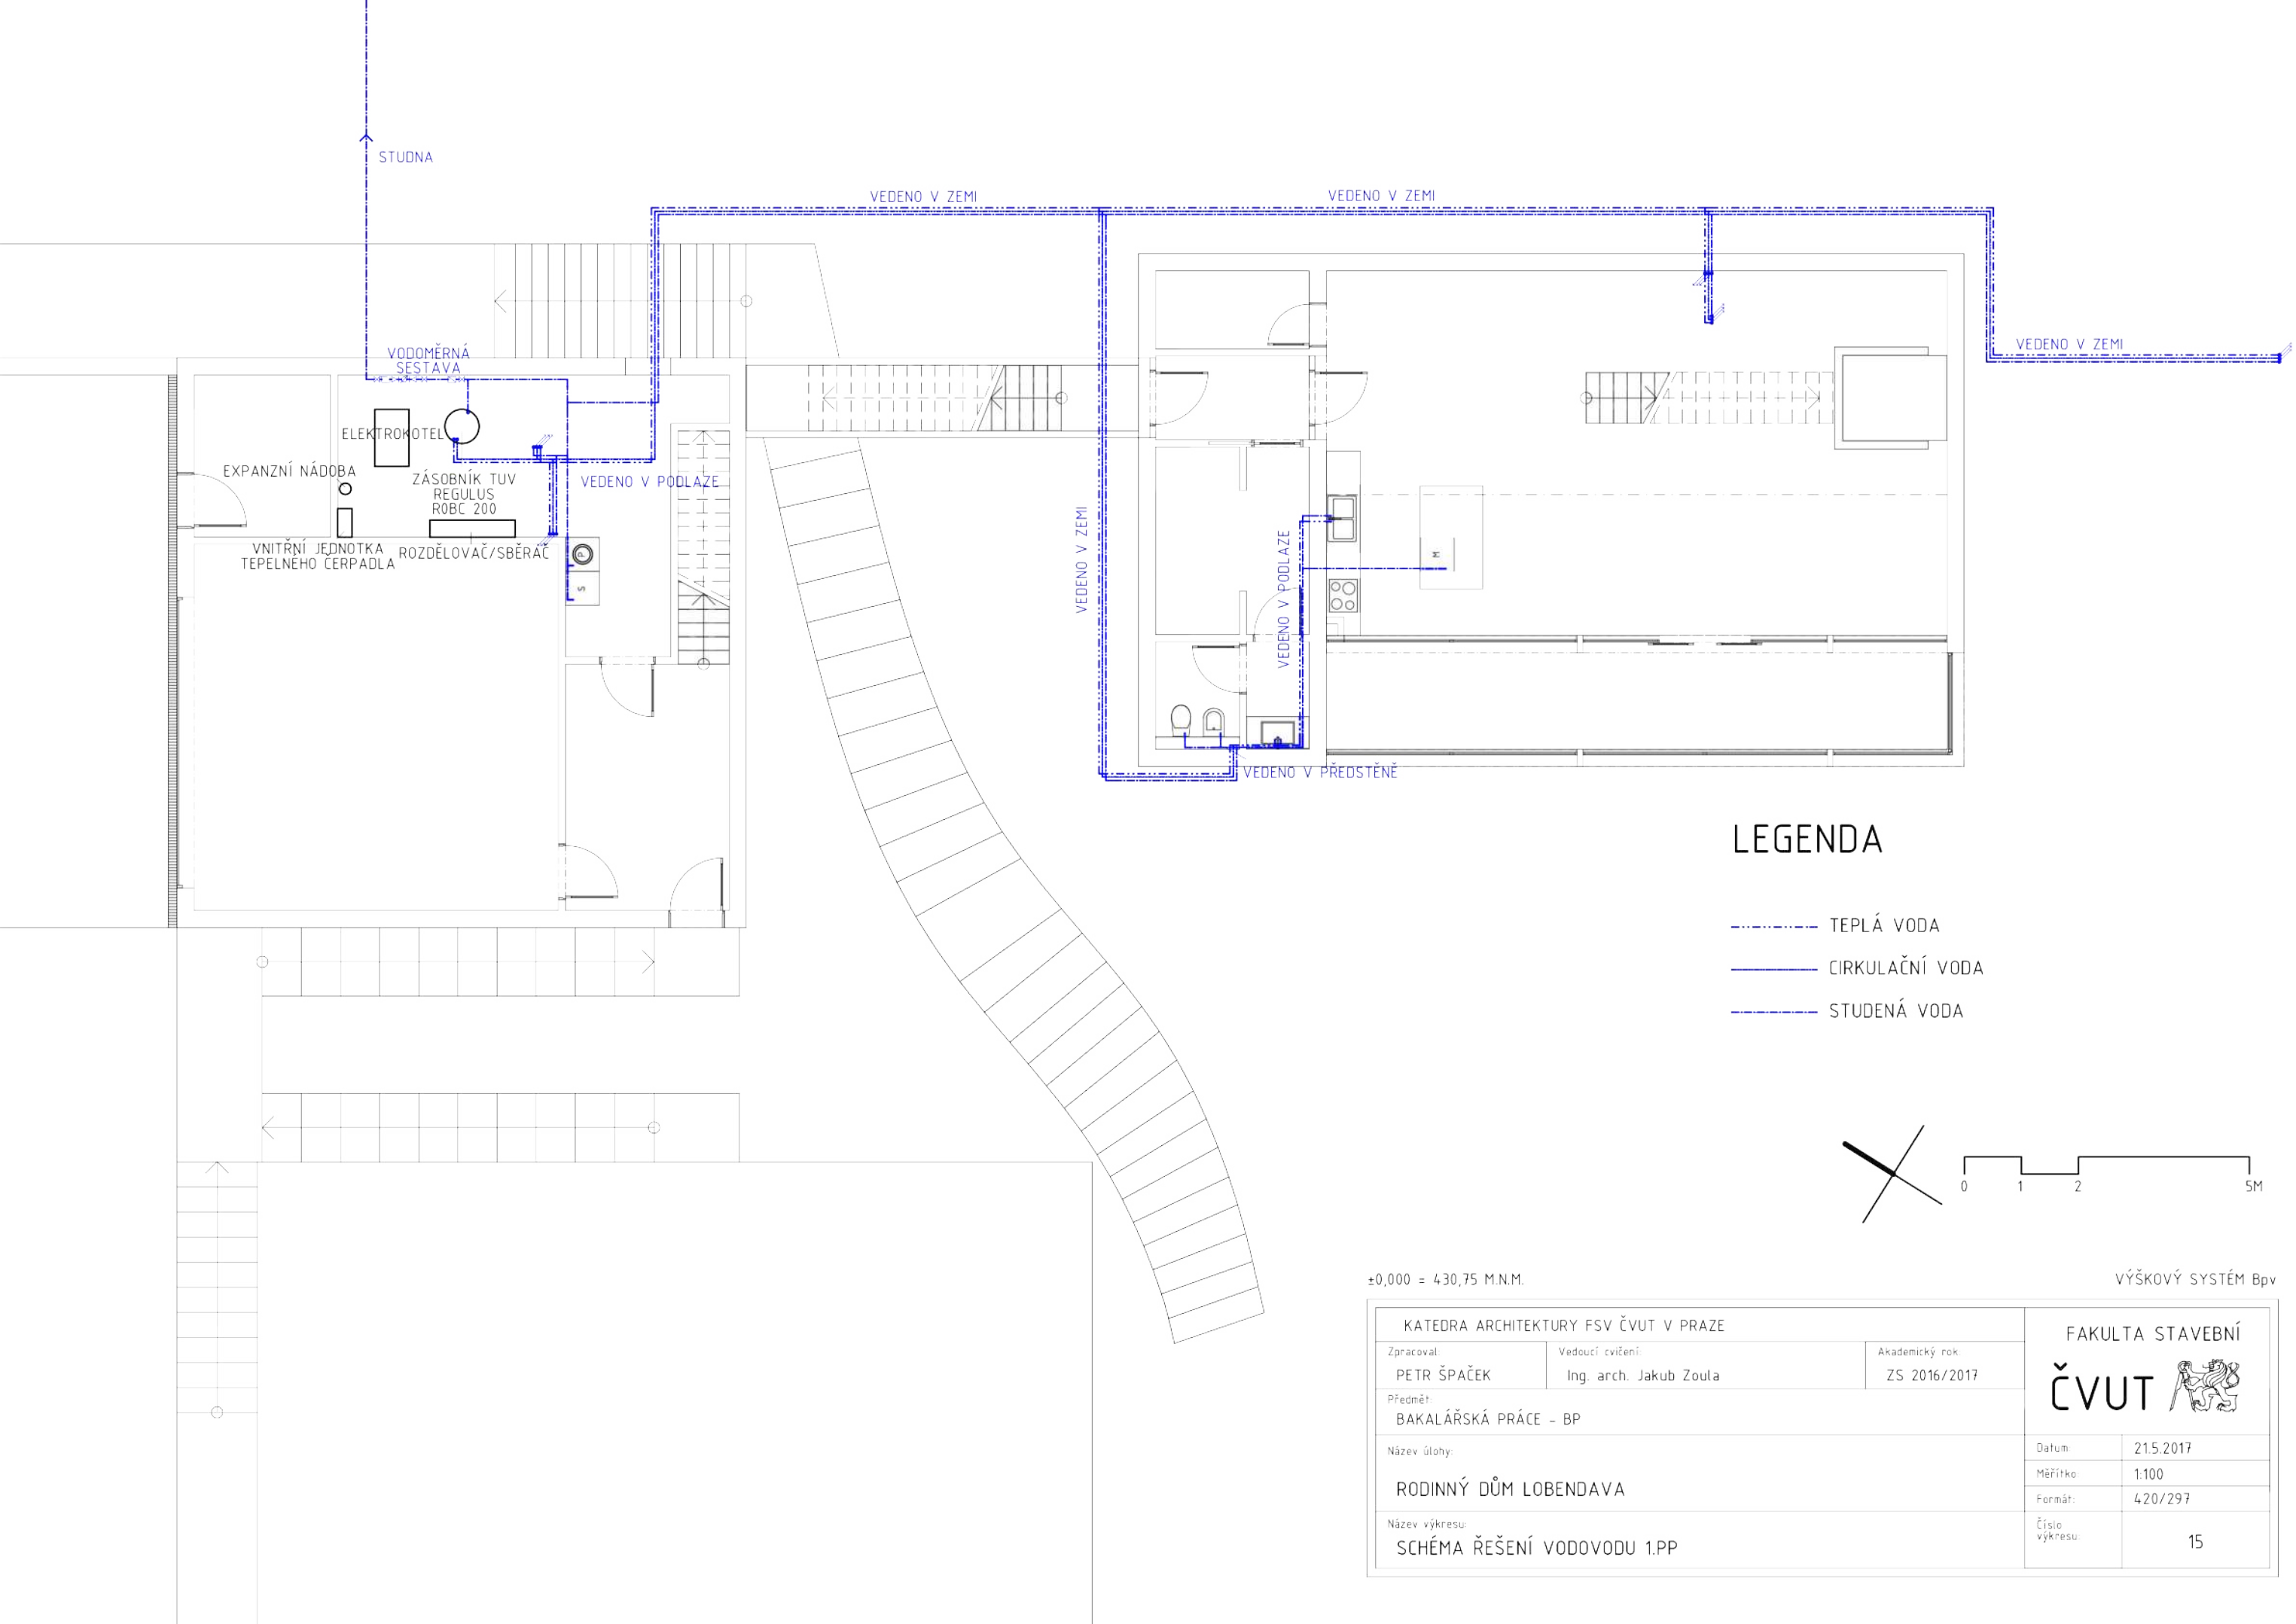 STUDNA
VEDENO V ZEMI
VEDENO V ZEMI
VEDENO V ZEMI
VODOMĚRNÁ
SESTAVA
ELEKTROKOTEL
EXPANZNÍ NÁDOBA
ZÁSOBNÍK TUV
REGULUS
R0BC 200
VEDENO V PODLAZE
VNITŘNÍ JEDNOTKA
TEPELNÉHO ČERPADLA
ROZDĚLOVAČ/SBĚRAČ
P
S
VEDENO V ZEMI
VEDENO V PODLAZE
M
VEDENO V PŘEDSTĚNĚ
LEGENDA
TEPLÁ VODA
CIRKULAČNÍ VODA
STUDENÁ VODA
0 1 2 5M
±0,000 = 430,75 M.N.M.
VÝŠKOVÝ SYSTÉM Bpv
KATEDRA ARCHITEKTURY FSV ČVUT V PRAZE
Zpracoval:
PETR ŠPAČEK
Vedoucí cvičení:
Ing. arch. Jakub Zoula
Akademický rok:
ZS 2016/2017
Předmět:
BAKALÁŘSKÁ PRÁCE - BP
Název úlohy:
RODINNÝ DŮM LOBENDAVA
Název výkresu:
SCHÉMA ŘEŠENÍ VODOVODU 1.PP
FAKULTA STAVEBNÍ
ČVUT
Datum: 21.5.2017
Měřítko: 1:100
Formát: 420/297
Číslo
výkresu:
15